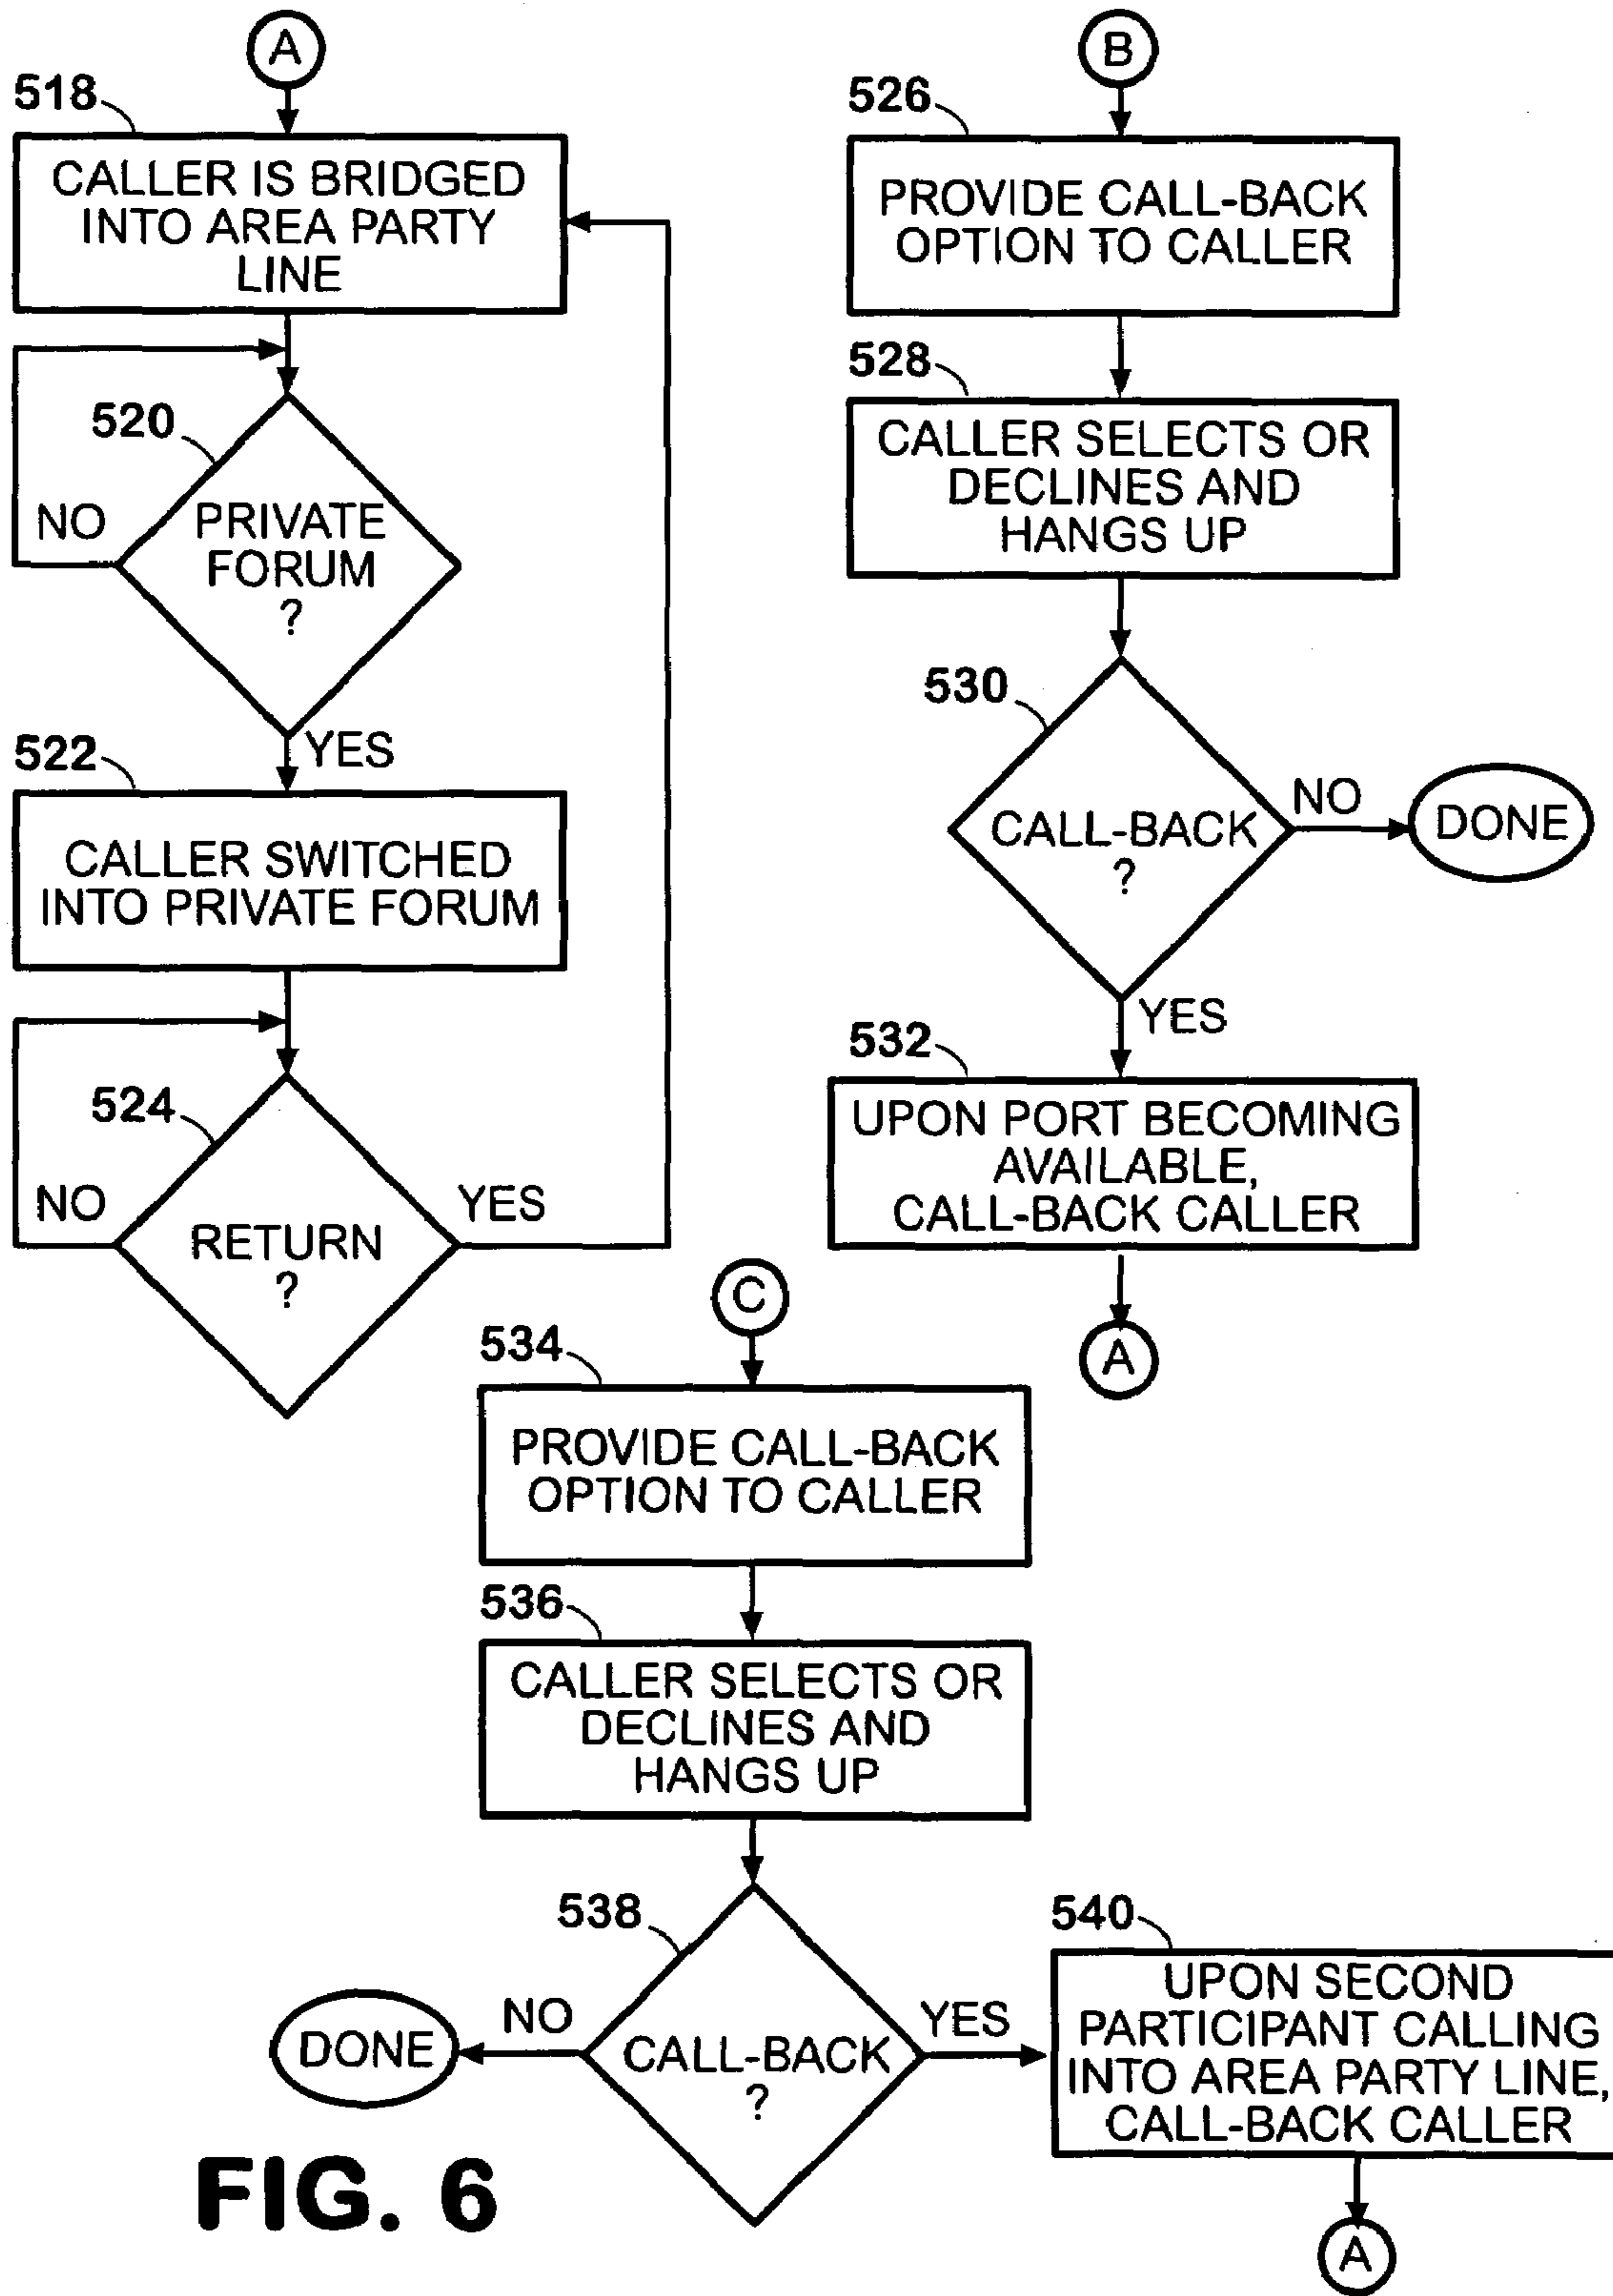 A
518
CALLER IS BRIDGED
INTO AREA PARTY
LINE
520
NO
PRIVATE
FORUM
?
YES
522
CALLER SWITCHED
INTO PRIVATE FORUM
524
NO
RETURN
?
YES
B
526
PROVIDE CALL-BACK
OPTION TO CALLER
528
CALLER SELECTS OR
DECLINES AND
HANGS UP
530
CALL-BACK
?
NO
DONE
YES
532
UPON PORT BECOMING
AVAILABLE,
CALL-BACK CALLER
A
C
534
PROVIDE CALL-BACK
OPTION TO CALLER
536
CALLER SELECTS OR
DECLINES AND
HANGS UP
538
CALL-BACK
?
NO
DONE
YES
540
UPON SECOND
PARTICIPANT CALLING
INTO AREA PARTY LINE,
CALL-BACK CALLER
A
FIG. 6